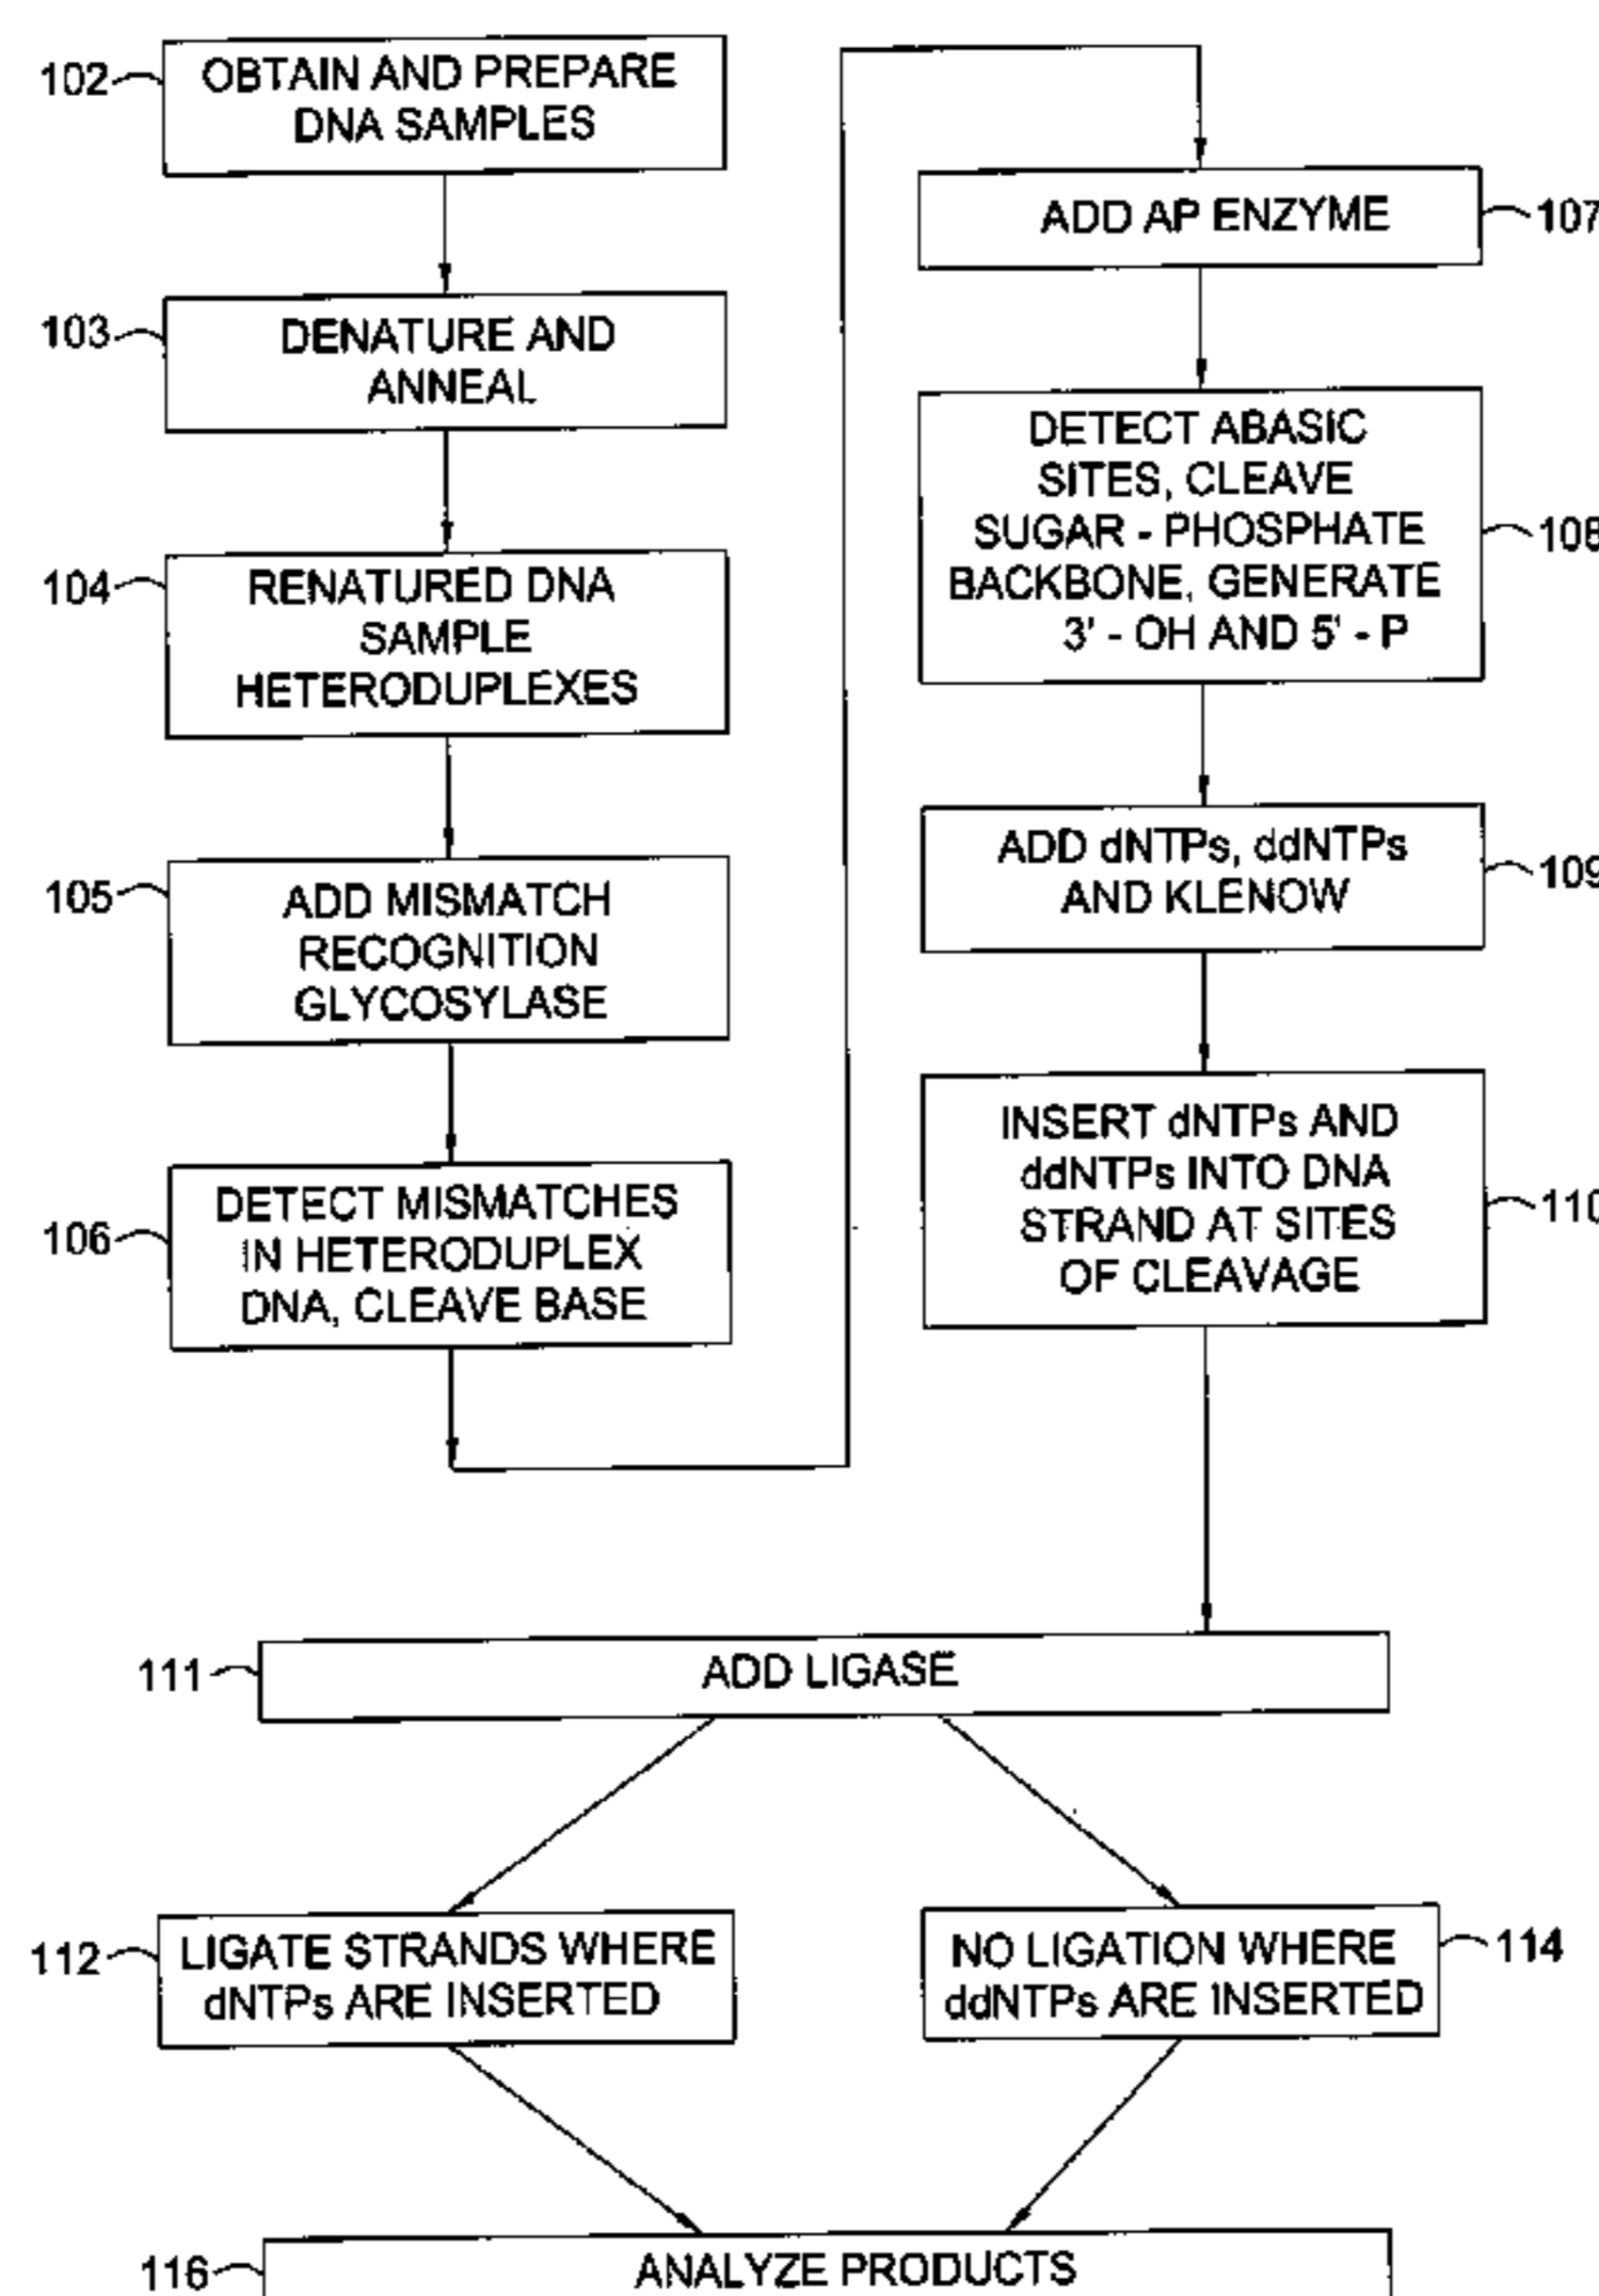 102
OBTAIN AND PREPARE
DNA SAMPLES
103
DENATURE AND
ANNEAL
104
RENATURED DNA
SAMPLE
HETERODUPLEXES
105
ADD MISMATCH
RECOGNITION
GLYCOSYLASE
106
DETECT MISMATCHES
IN HETERODUPLEX
DNA, CLEAVE BASE
ADD AP ENZYME
107
DETECT ABASIC
SITES, CLEAVE
SUGAR - PHOSPHATE
BACKBONE, GENERATE
3' - OH AND 5' - P
108
ADD dNTPs, ddNTPs
AND KLENOW
109
INSERT dNTPs AND
ddNTPs INTO DNA
STRAND AT SITES
OF CLEAVAGE
110
111
ADD LIGASE
112
LIGATE STRANDS WHERE
dNTPs ARE INSERTED
NO LIGATION WHERE
ddNTPs ARE INSERTED
114
116
ANALYZE PRODUCTS